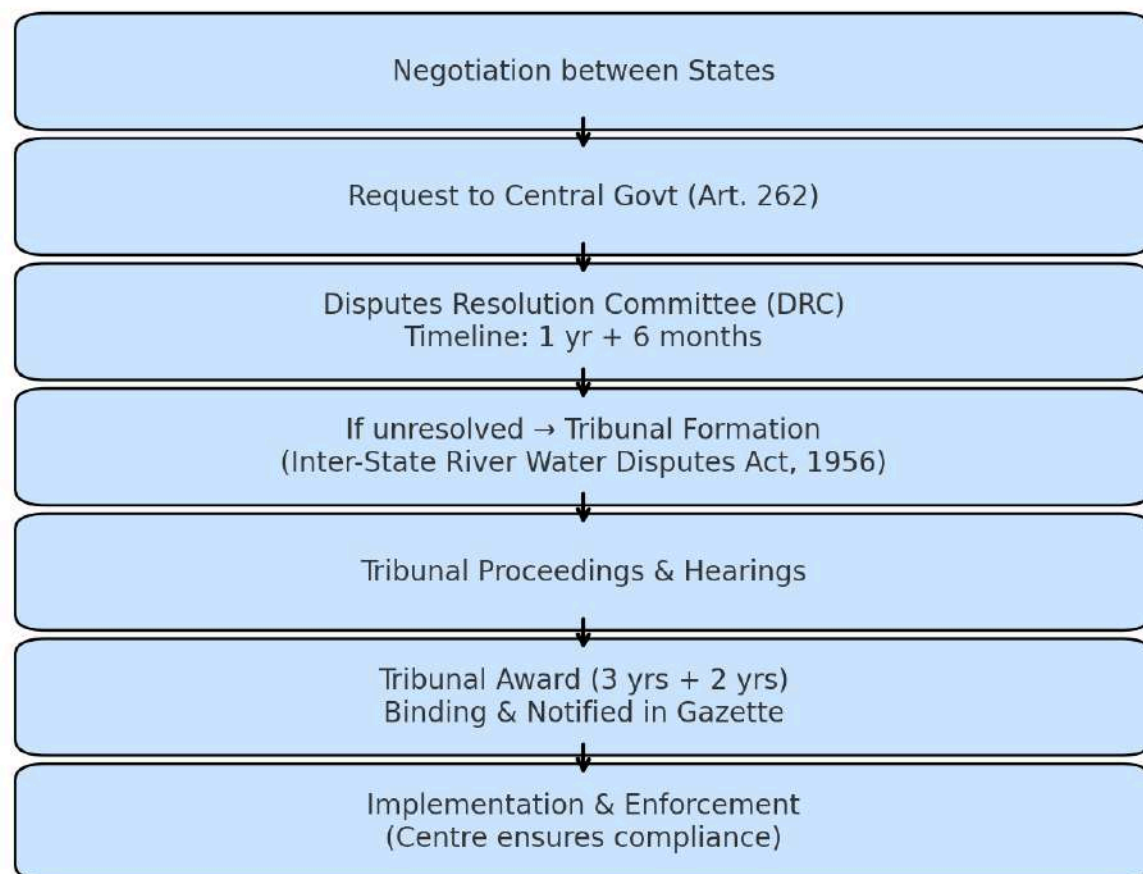 Negotiation between States
Request to Central Govt (Art. 262)
Disputes Resolution Committee (DRC)
Timeline: 1 yr + 6 months
If unresolved → Tribunal Formation
(Inter-State River Water Disputes Act, 1956)
Tribunal Proceedings & Hearings
Tribunal Award (3 yrs + 2 yrs)
Binding & Notified in Gazette
Implementation & Enforcement
(Centre ensures compliance)